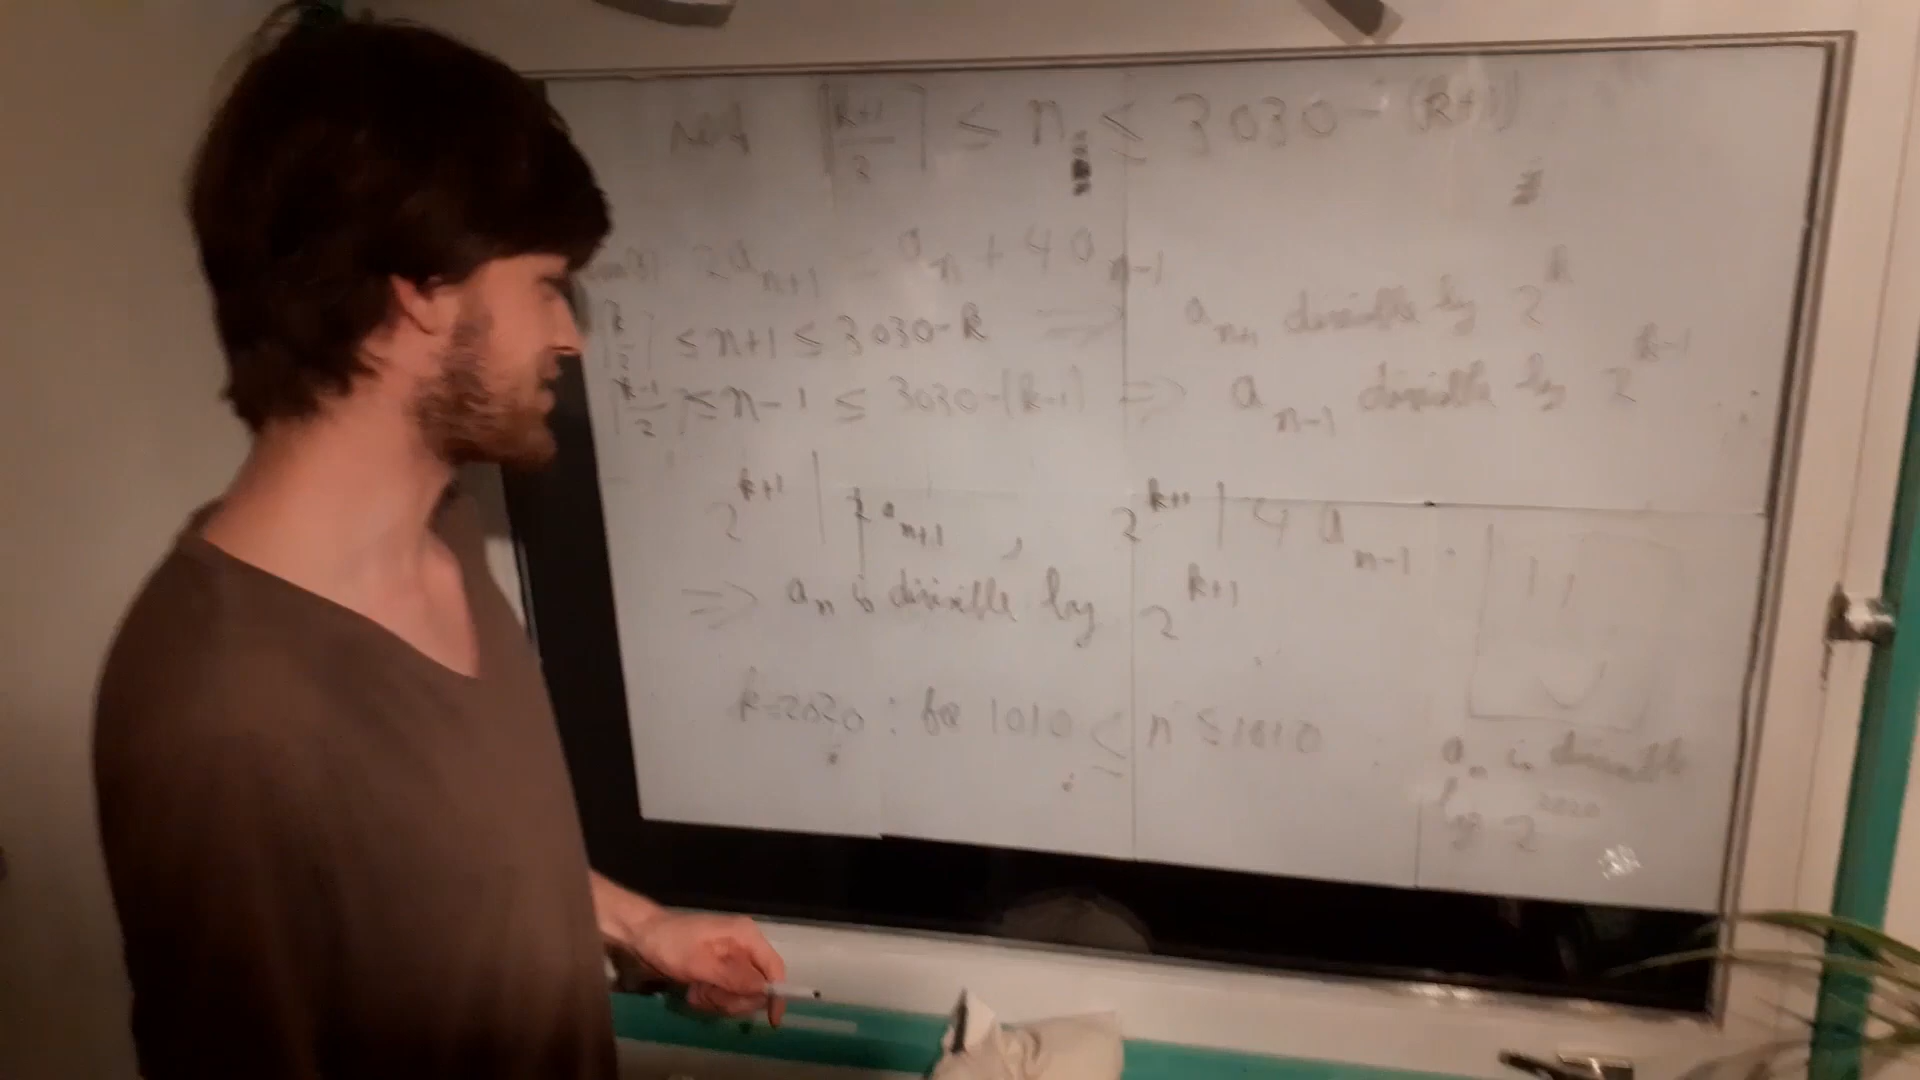 ⌈(k+1)/2⌉ ≤ n ≤ 3030 - (k+1)
2a_{n+1} = a_n + 4a_{n-1}
⌈k/2⌉ ≤ n+1 ≤ 3030-k ⟹ a_{n+1} divisible by 2^k
⌈(k-1)/2⌉ ≤ n-1 ≤ 3030-(k-1) ⟹ a_{n-1} divisible by 2^{k-1}
2^{k+1} | 2a_{n+1} , 2^{k+1} | 4a_{n-1} .
⟹ a_n is divisible by 2^{k+1}
k=2020 : for 1010 ≤ n ≤ 1010 :
a_n is divisible
by 2^{2020}